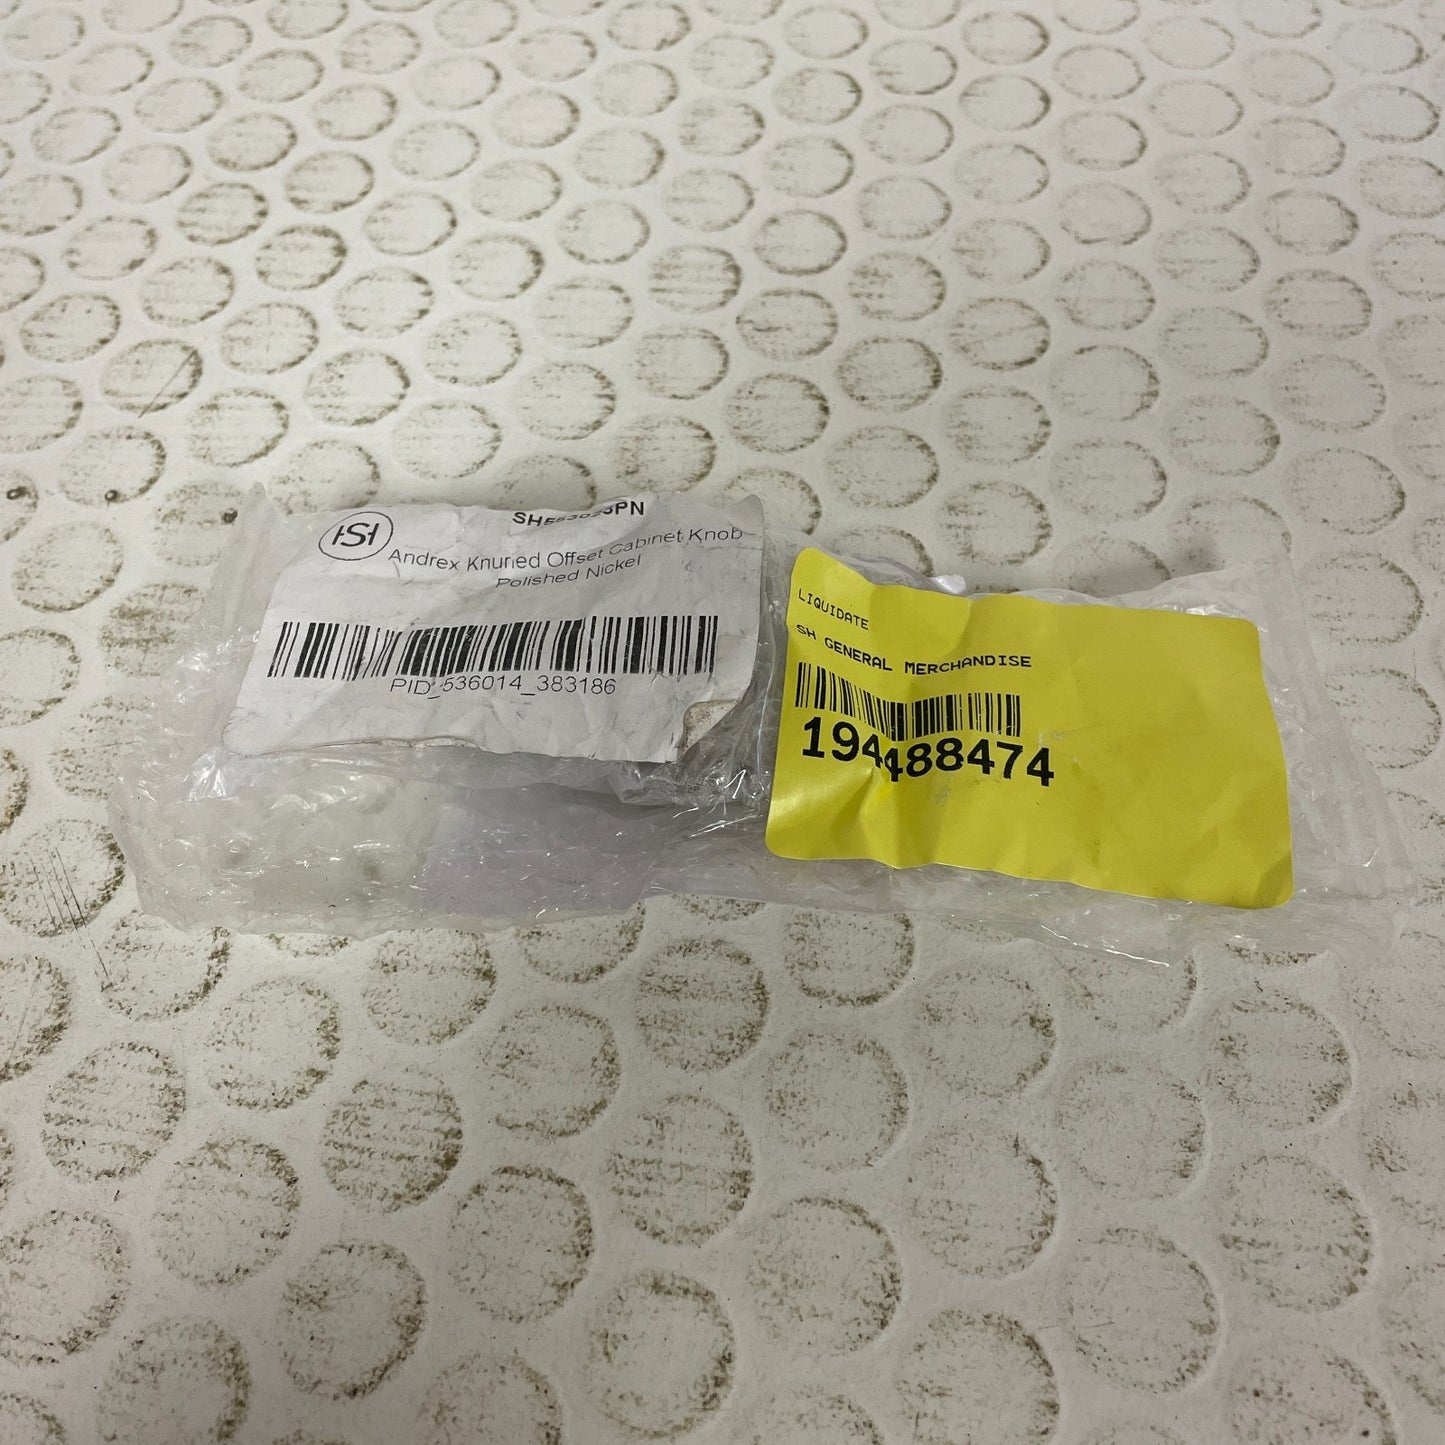 SH
Andrex Knurled Offset Cabinet Knob-
Polished Nickel
PID_536014_383186
LIQUIDATE
SH GENERAL MERCHANDISE
194488474